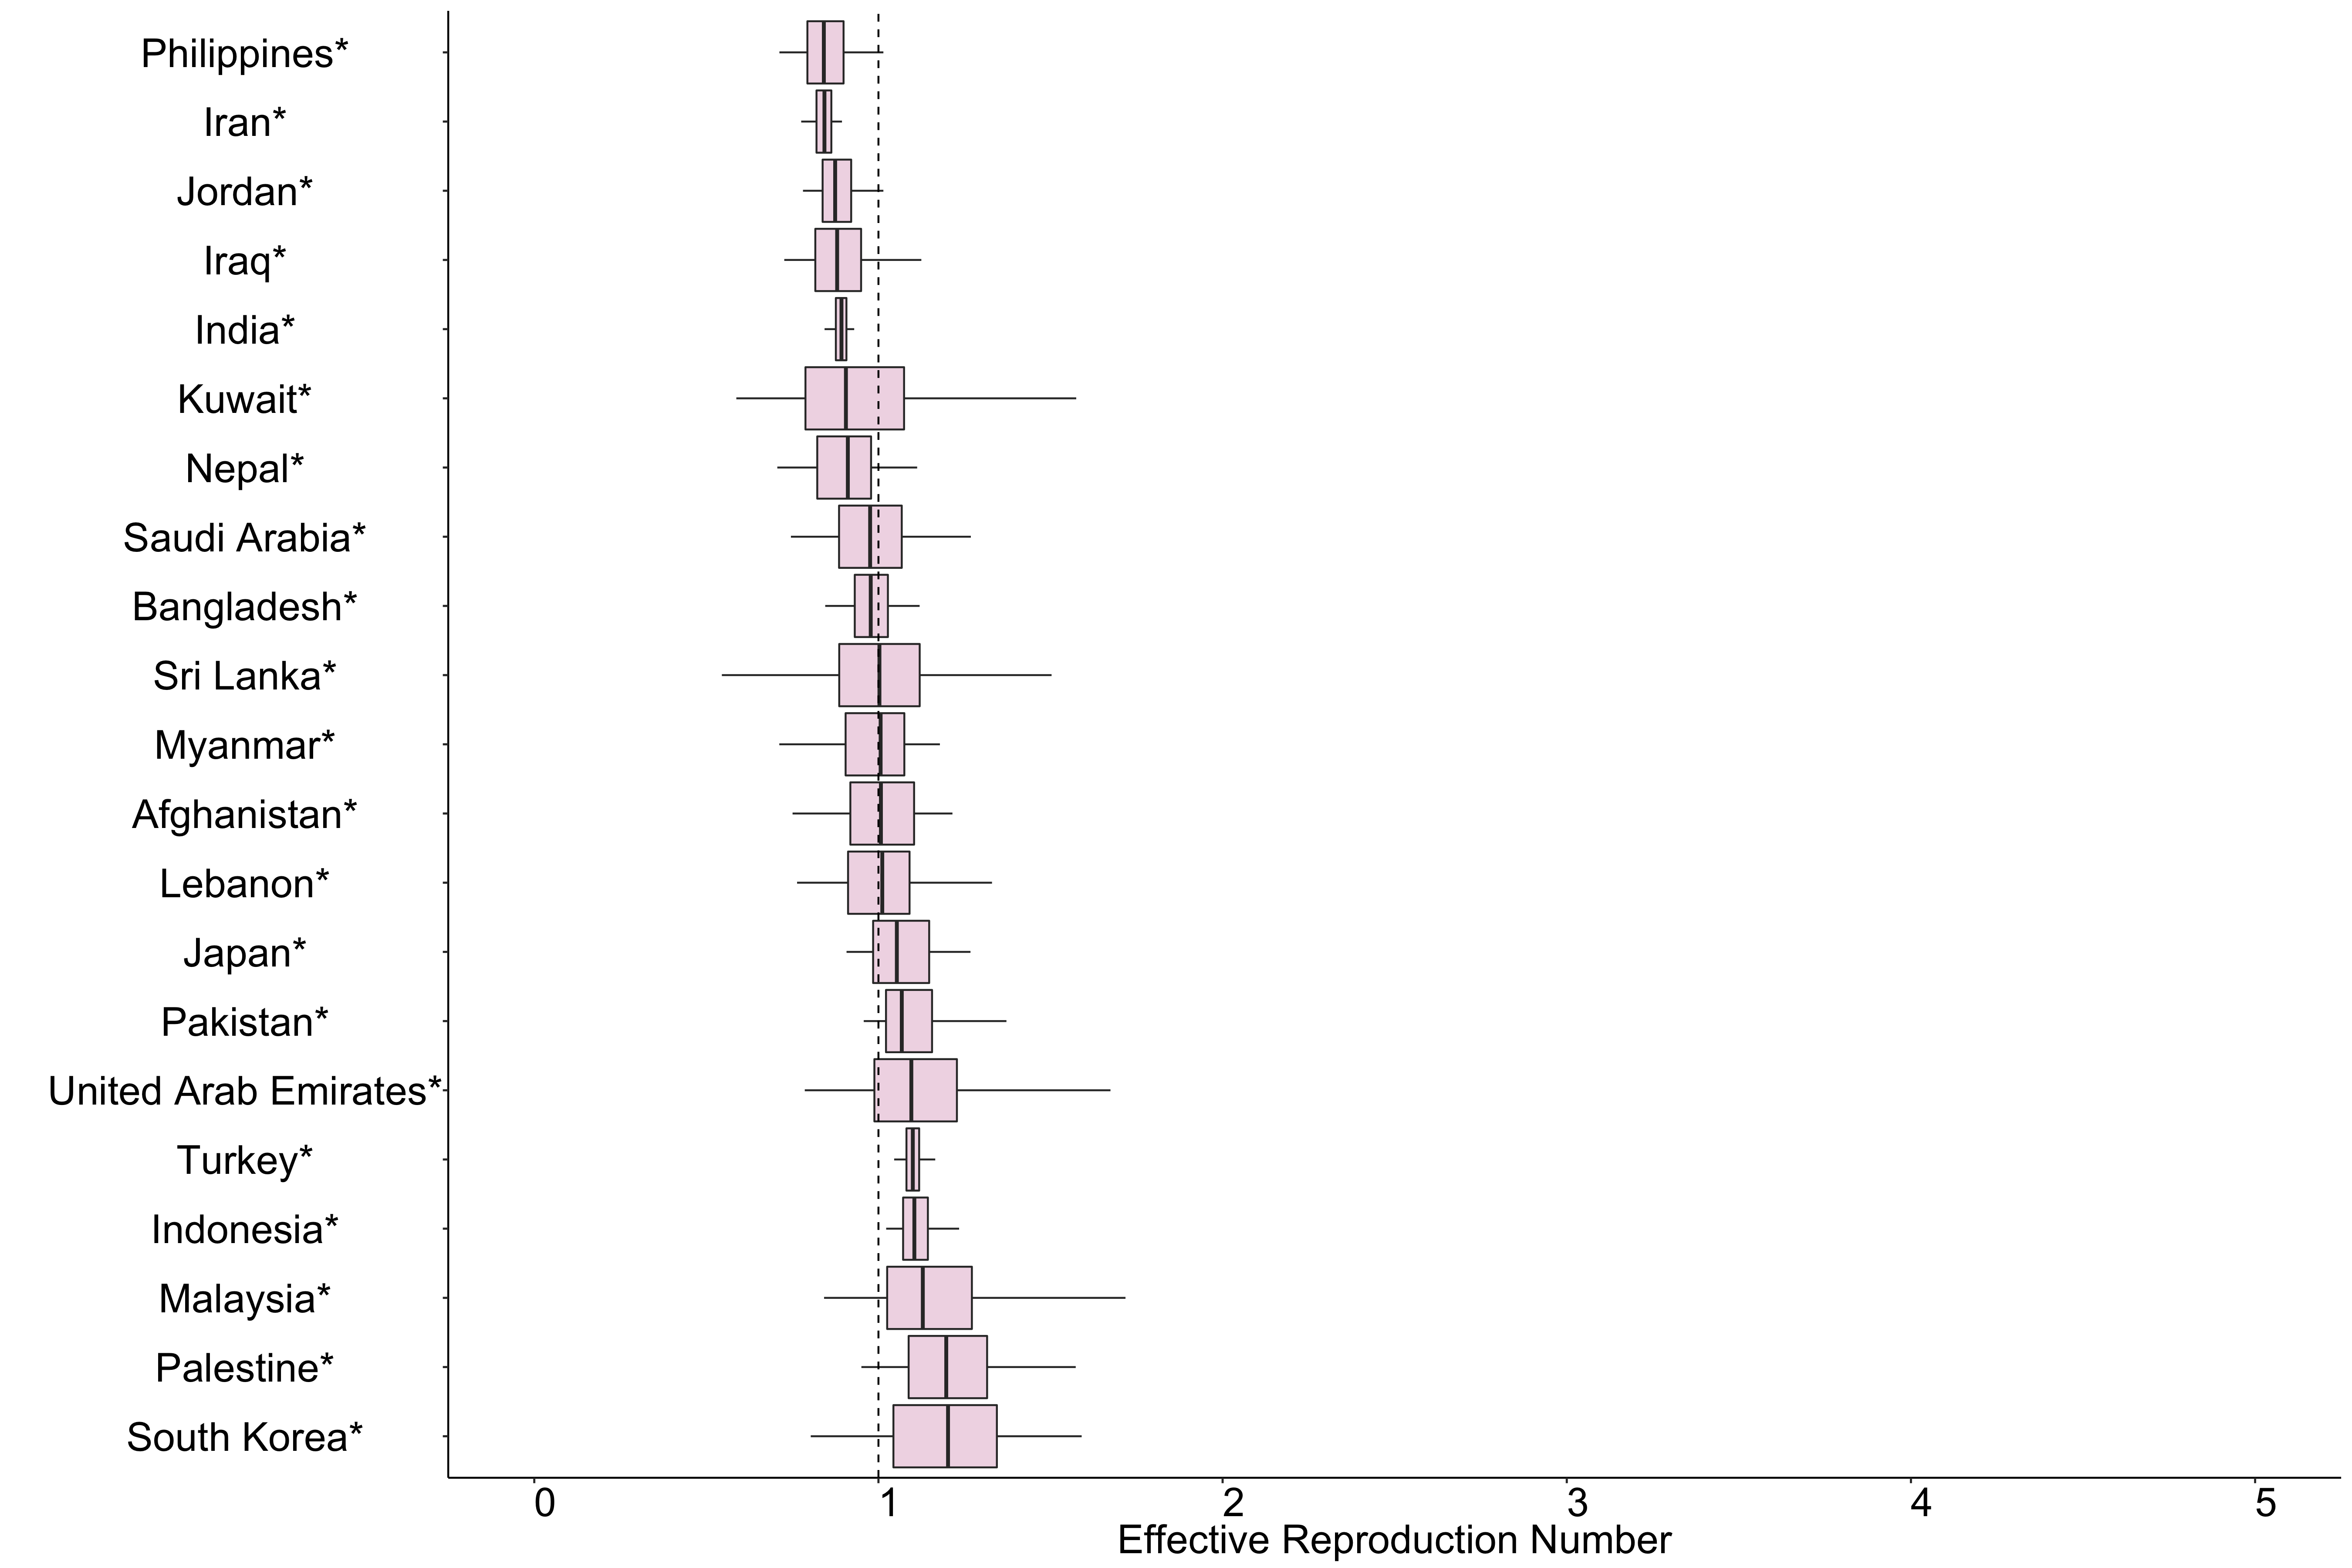 Philippines*
Iran*
Jordan*
Iraq*
India*
Kuwait*
Nepal*
Saudi Arabia*
Bangladesh*
Sri Lanka*
Myanmar*
Afghanistan*
Lebanon*
Japan*
Pakistan*
United Arab Emirates*
Turkey*
Indonesia*
Malaysia*
Palestine*
South Korea*
0 1 2 3 4 5
Effective Reproduction Number